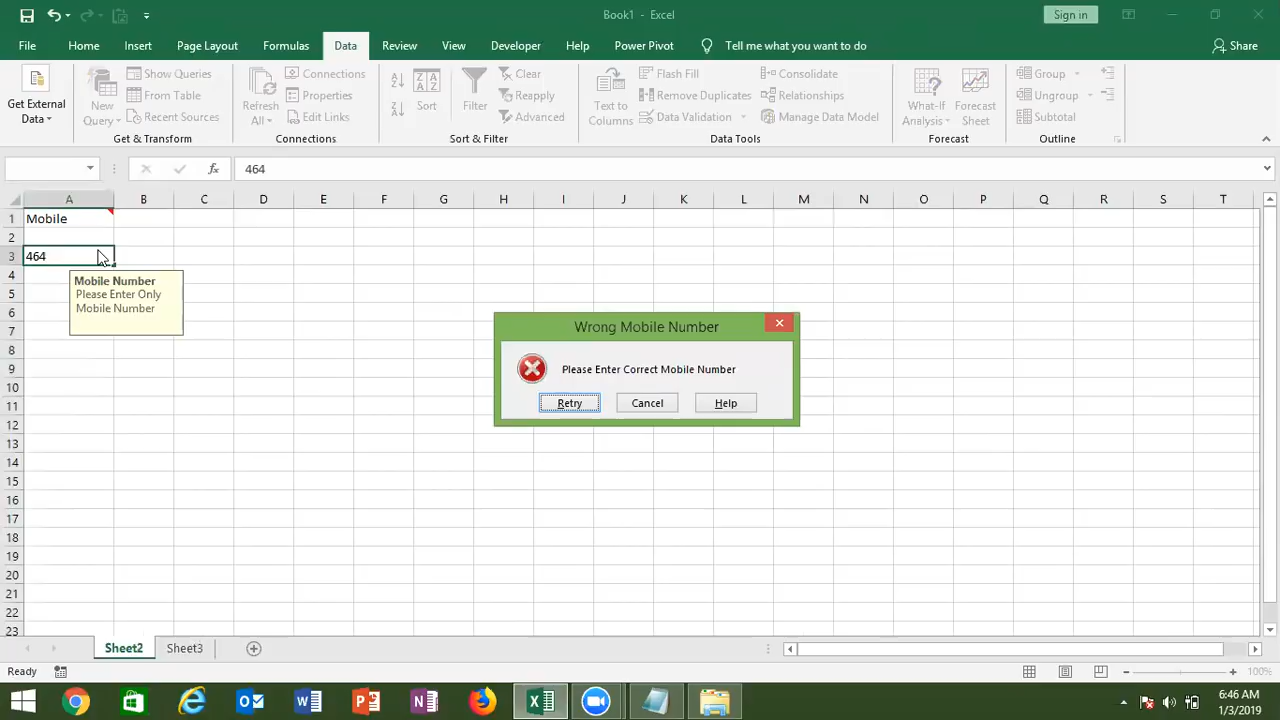 Book1 - Excel
Sign in
File Home Insert Page Layout Formulas Data Review View Developer Help Power Pivot Tell me what you want to do Share
Get External Data
New Query
Show Queries
From Table
Recent Sources
Get & Transform
Refresh All
Connections
Properties
Edit Links
Connections
A Z
Z A
Sort
Filter
Clear
Reapply
Advanced
Sort & Filter
Text to Columns
Flash Fill
Remove Duplicates
Data Validation
Consolidate
Relationships
Manage Data Model
Data Tools
What-If Analysis
Forecast Sheet
Forecast
Group
Ungroup
Subtotal
Outline
fx 464
A B C D E F G H I J K L M N O P Q R S T
1 Mobile
2
3 464
4
5
6
7
8
9
10
11
12
13
14
15
16
17
18
19
20
21
22
23
Mobile Number
Please Enter Only
Mobile Number
Wrong Mobile Number
Please Enter Correct Mobile Number
Retry Cancel Help
Sheet2 Sheet3
Ready
100%
6:46 AM
1/3/2019